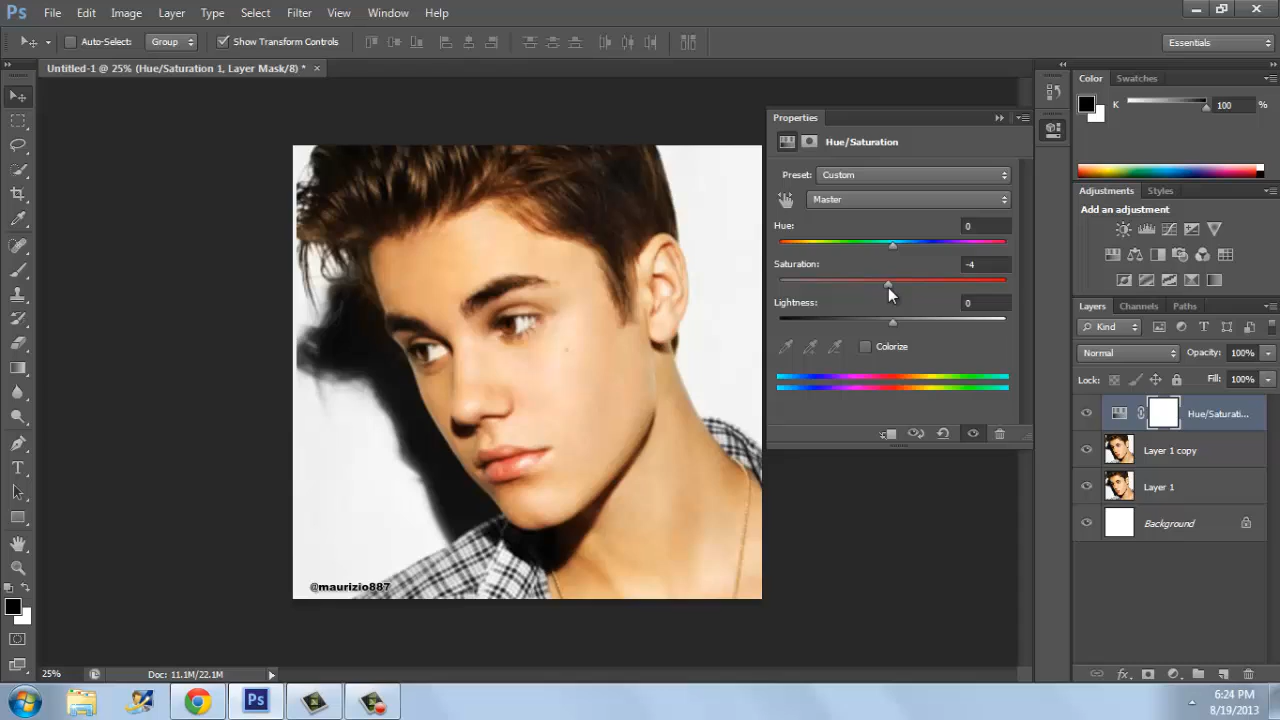 Ps File Edit Image Layer Type Select Filter View Window Help
Auto-Select: Group Show Transform Controls Essentials
Untitled-1 @ 25% (Hue/Saturation 1, Layer Mask/8) * ×
Color Swatches
K 100 %
Properties
Hue/Saturation
Preset: Custom
Master
Hue: 0
Saturation: -4
Lightness: 0
Colorize
Adjustments Styles
Add an adjustment
Layers Channels Paths
Kind
Normal Opacity: 100%
Lock: Fill: 100%
Hue/Saturati...
Layer 1 copy
Layer 1
Background
@maurizio887
25% Doc: 11.1M/22.1M
Ps
6:24 PM
8/19/2013